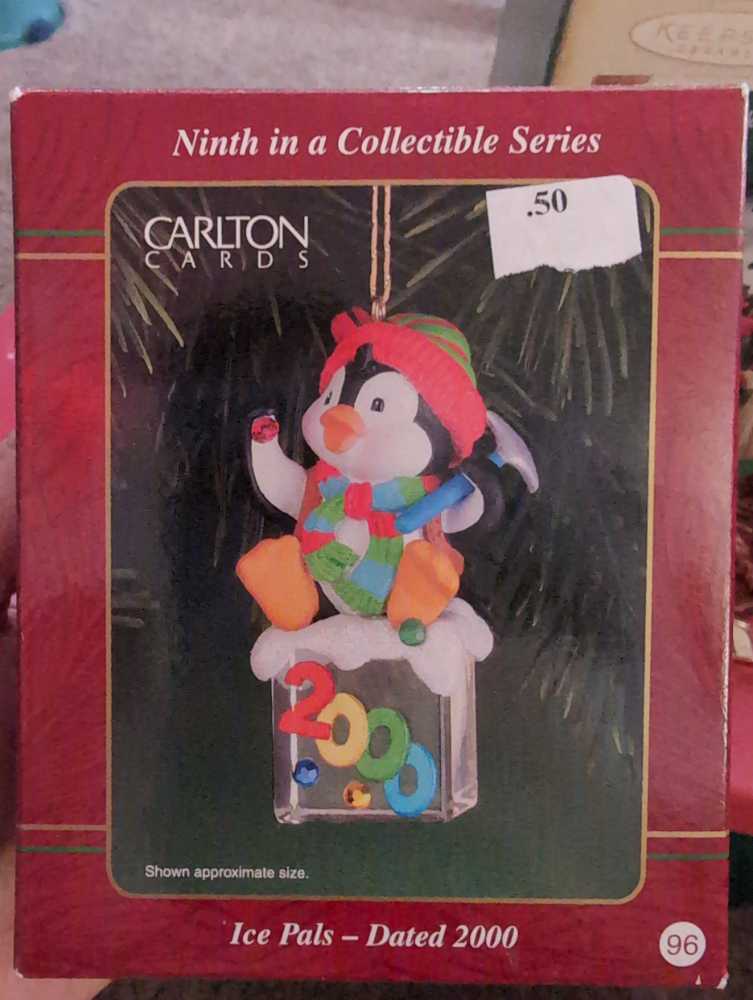 Ninth in a Collectible Series
CARLTON
CARDS
.50
2000
Shown approximate size.
Ice Pals – Dated 2000
96